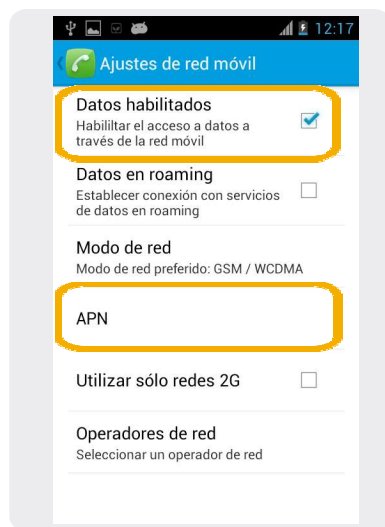 12:17
Ajustes de red móvil
Datos habilitados
Habililtar el acceso a datos a
través de la red móvil
Datos en roaming
Establecer conexión con servicios
de datos en roaming
Modo de red
Modo de red preferido: GSM / WCDMA
APN
Utilizar sólo redes 2G
Operadores de red
Seleccionar un operador de red